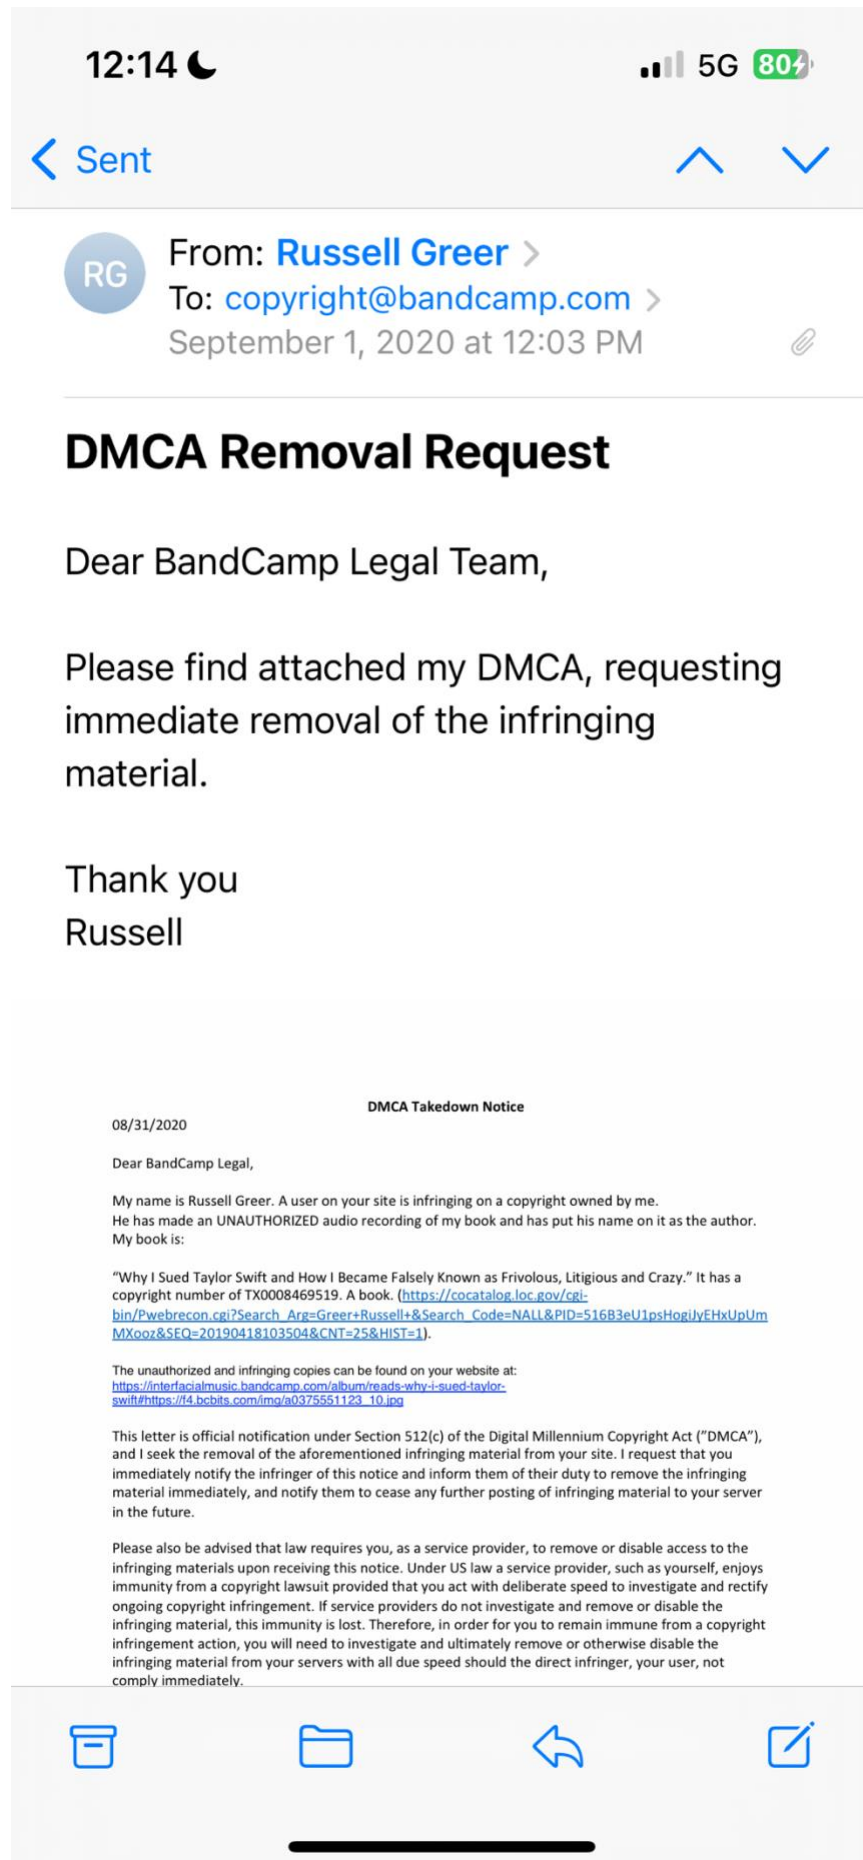 12:14
5G 80
Sent
RG
From: Russell Greer
To: copyright@bandcamp.com
September 1, 2020 at 12:03 PM
DMCA Removal Request
Dear BandCamp Legal Team,
Please find attached my DMCA, requesting
immediate removal of the infringing
material.
Thank you
Russell
DMCA Takedown Notice
08/31/2020
Dear BandCamp Legal,
My name is Russell Greer. A user on your site is infringing on a copyright owned by me.
He has made an UNAUTHORIZED audio recording of my book and has put his name on it as the author.
My book is:
“Why I Sued Taylor Swift and How I Became Falsely Known as Frivolous, Litigious and Crazy.” It has a
copyright number of TX0008469519. A book. (https://cocatalog.loc.gov/cgi-
bin/Pwebrecon.cgi?Search_Arg=Greer+Russell+&Search_Code=NALL&PID=516B3eU1psHogiJyEHxUpUm
MXooz&SEQ=20190418103504&CNT=25&HIST=1).
The unauthorized and infringing copies can be found on your website at:
https://interfacialmusic.bandcamp.com/album/reads-why-i-sued-taylor-
swift#https://f4.bcbits.com/img/a0375551123_10.jpg
This letter is official notification under Section 512(c) of the Digital Millennium Copyright Act (”DMCA”),
and I seek the removal of the aforementioned infringing material from your site. I request that you
immediately notify the infringer of this notice and inform them of their duty to remove the infringing
material immediately, and notify them to cease any further posting of infringing material to your server
in the future.
Please also be advised that law requires you, as a service provider, to remove or disable access to the
infringing materials upon receiving this notice. Under US law a service provider, such as yourself, enjoys
immunity from a copyright lawsuit provided that you act with deliberate speed to investigate and rectify
ongoing copyright infringement. If service providers do not investigate and remove or disable the
infringing material, this immunity is lost. Therefore, in order for you to remain immune from a copyright
infringement action, you will need to investigate and ultimately remove or otherwise disable the
infringing material from your servers with all due speed should the direct infringer, your user, not
comply immediately.